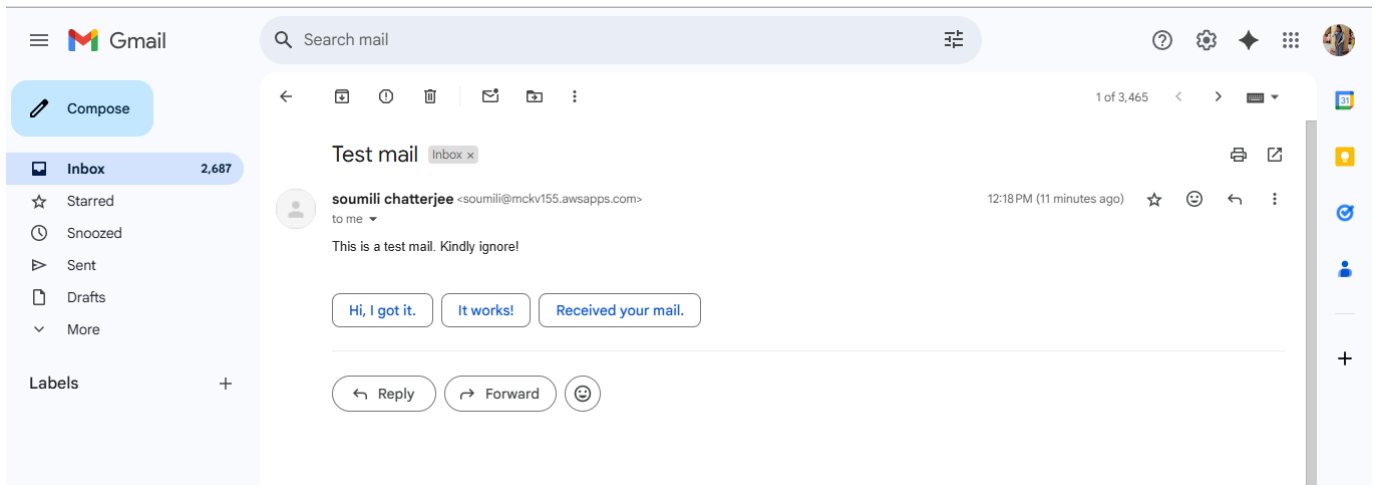 Gmail
Search mail
Compose
1 of 3,465
31
Inbox 2,687
Starred
Snoozed
Sent
Drafts
More
Labels
Test mail Inbox x
soumili chatterjee <soumili@mckv155.awsapps.com> 12:18 PM (11 minutes ago)
to me
This is a test mail. Kindly ignore!
Hi, I got it. It works! Received your mail.
Reply Forward